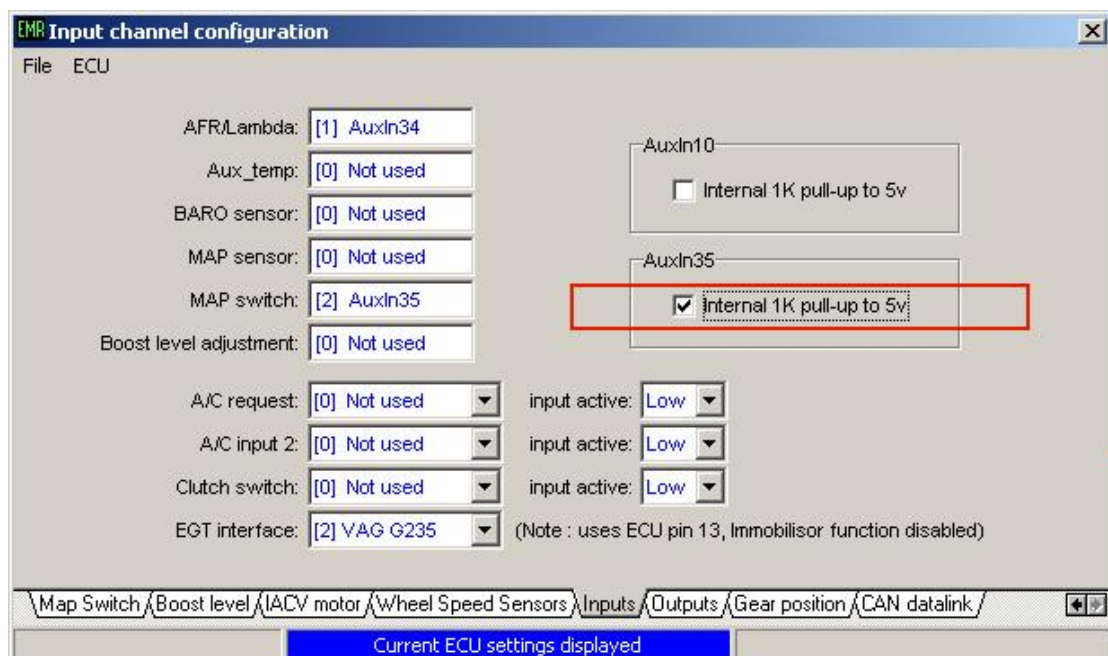 EMR Input channel configuration
File ECU
AFR/Lambda: [1] AuxIn34
Aux_temp: [0] Not used
BARO sensor: [0] Not used
MAP sensor: [0] Not used
MAP switch: [2] AuxIn35
Boost level adjustment: [0] Not used
AuxIn10
Internal 1K pull-up to 5v
AuxIn35
Internal 1K pull-up to 5v
A/C request: [0] Not used input active: Low
A/C input 2: [0] Not used input active: Low
Clutch switch: [0] Not used input active: Low
EGT interface: [2] VAG G235 (Note : uses ECU pin 13, Immobilisor function disabled)
Map Switch Boost level IACV motor Wheel Speed Sensors Inputs Outputs Gear position CAN datalink
Current ECU settings displayed